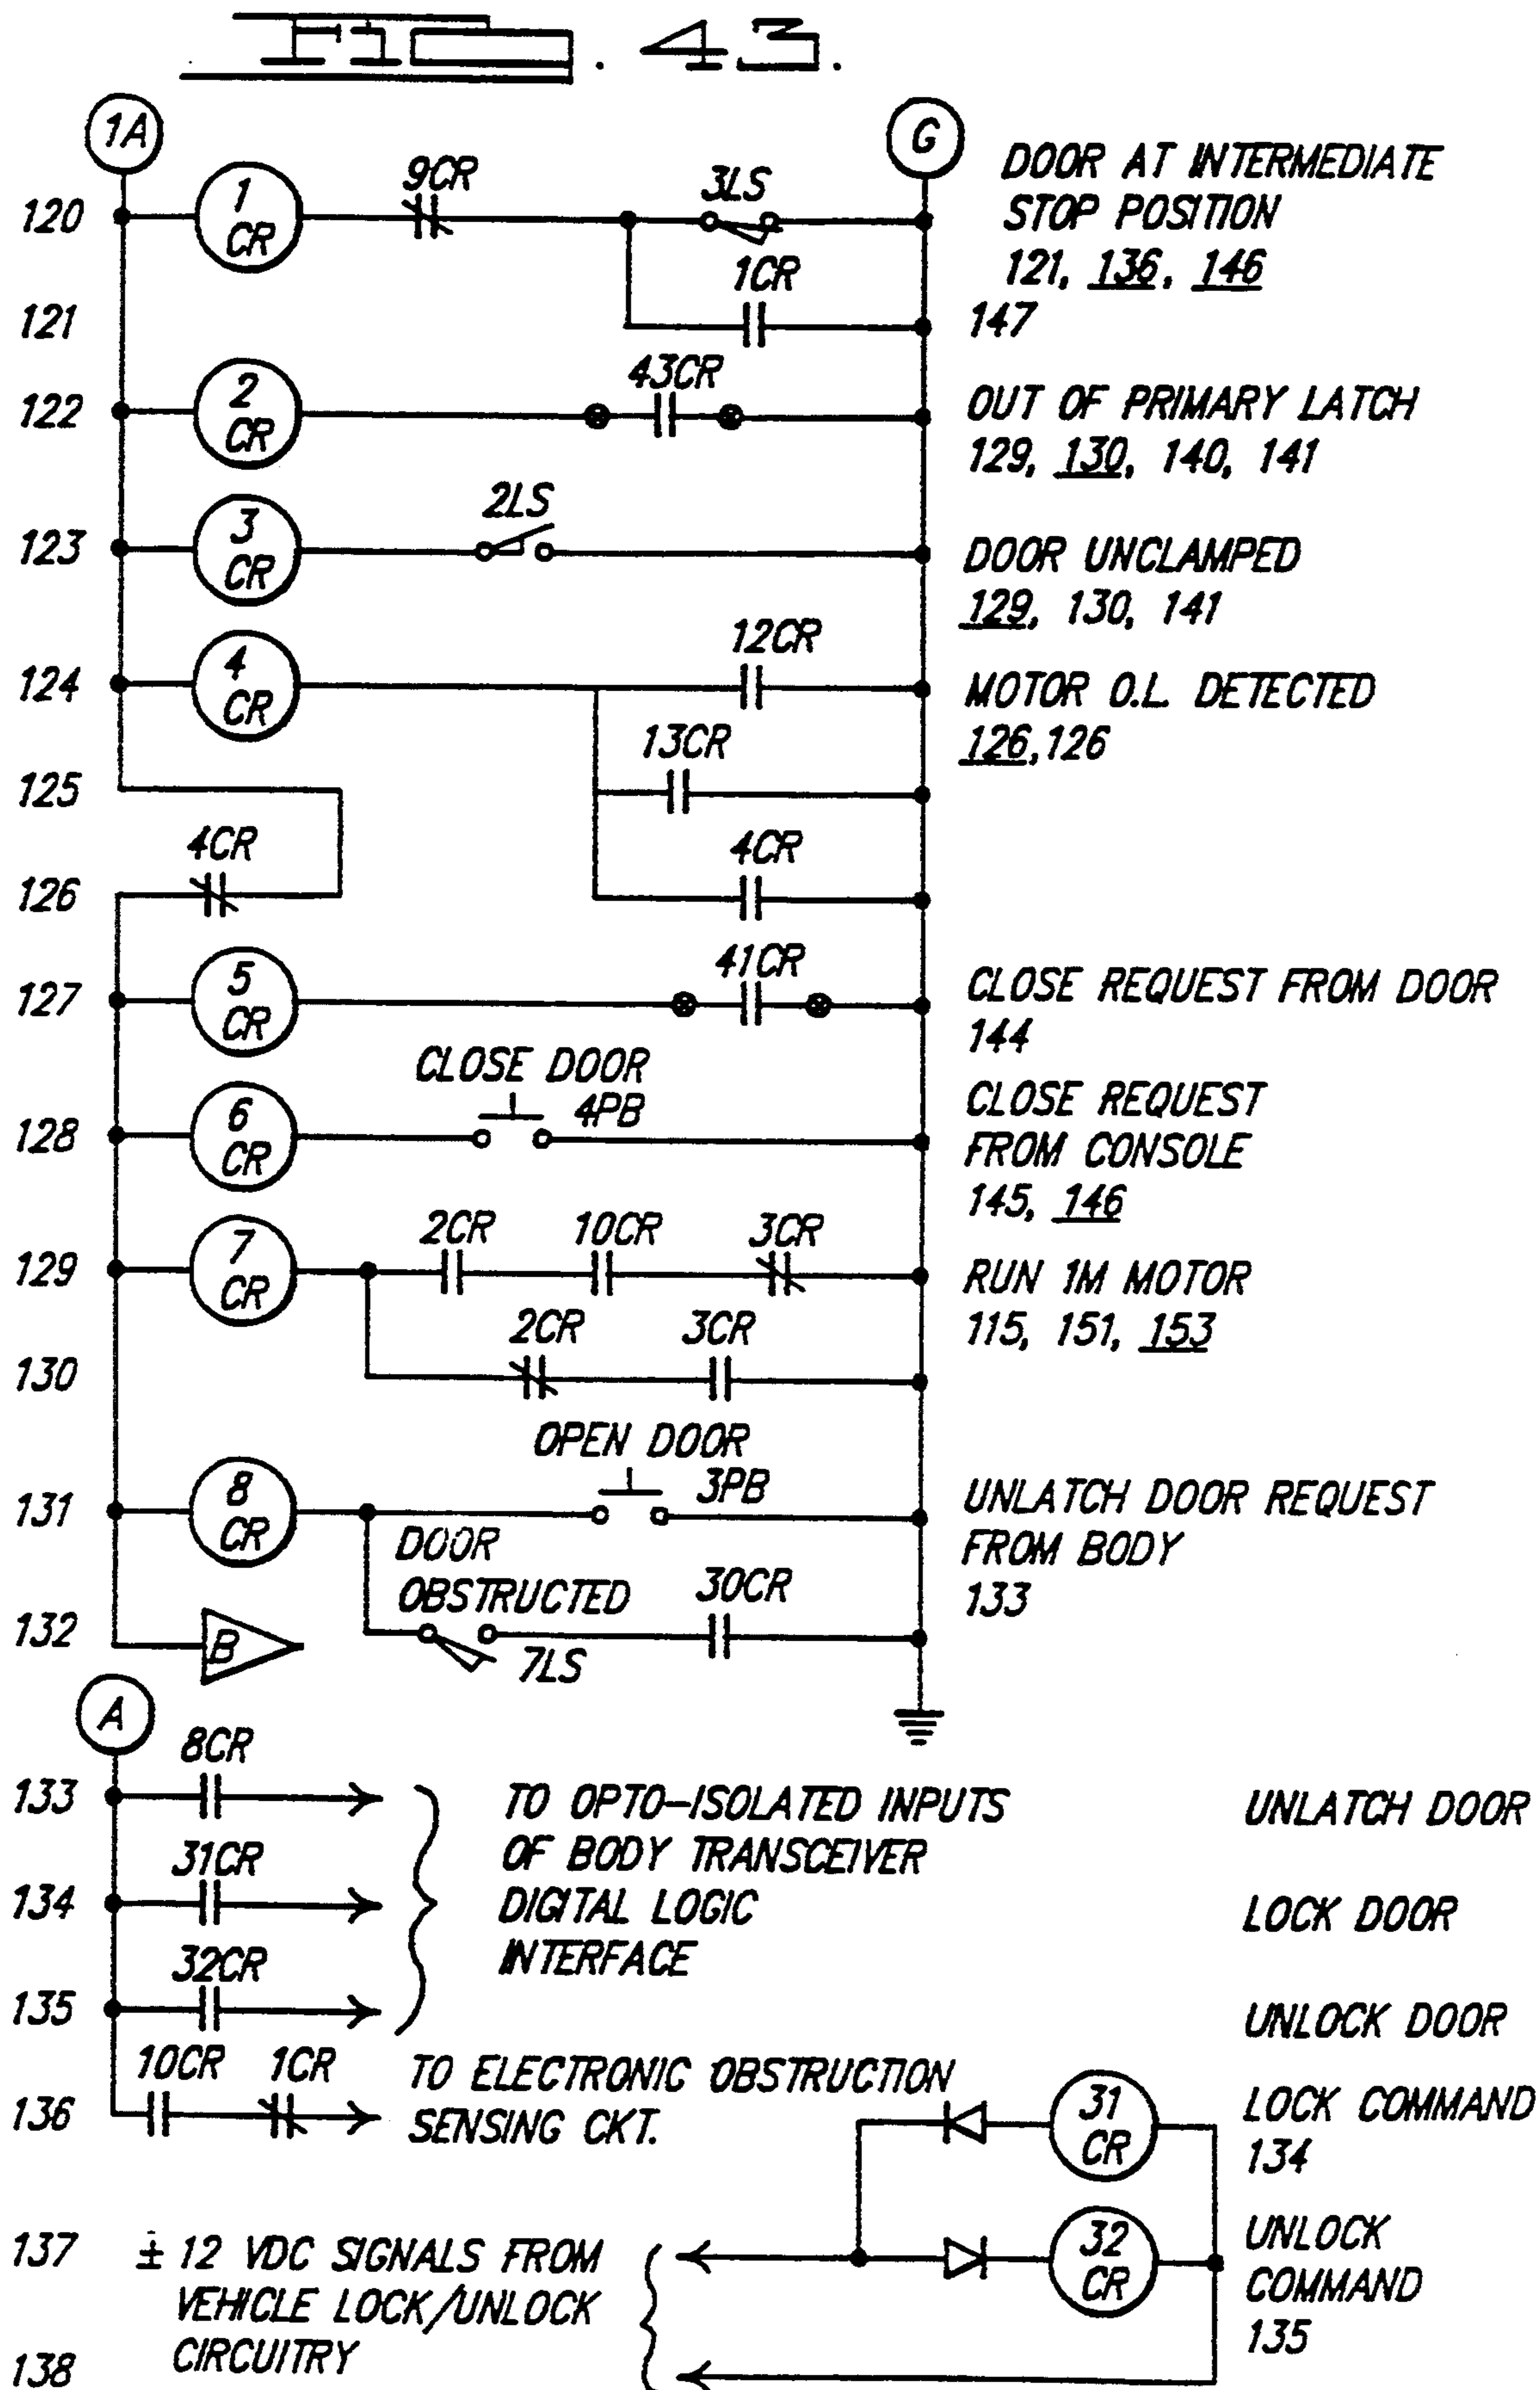 FIG. 43.
1A
G
120
1
CR
9CR
3LS
DOOR AT INTERMEDIATE
STOP POSITION
121, 136, 146
147
121
1CR
122
2
CR
43CR
OUT OF PRIMARY LATCH
129, 130, 140, 141
123
3
CR
2LS
DOOR UNCLAMPED
129, 130, 141
124
4
CR
12CR
MOTOR O.L. DETECTED
126, 126
125
13CR
126
4CR
4CR
127
5
CR
41CR
CLOSE REQUEST FROM DOOR
144
CLOSE DOOR
128
6
CR
4PB
CLOSE REQUEST
FROM CONSOLE
145, 146
129
7
CR
2CR
10CR
3CR
RUN 1M MOTOR
115, 151, 153
130
2CR
3CR
OPEN DOOR
131
8
CR
3PB
UNLATCH DOOR REQUEST
FROM BODY
133
DOOR
OBSTRUCTED
132
B
7LS
30CR
A
133
8CR
TO OPTO-ISOLATED INPUTS
OF BODY TRANSCEIVER
DIGITAL LOGIC
INTERFACE
UNLATCH DOOR
134
31CR
LOCK DOOR
135
32CR
UNLOCK DOOR
136
10CR
1CR
TO ELECTRONIC OBSTRUCTION
SENSING CKT.
31
CR
LOCK COMMAND
134
137
± 12 VDC SIGNALS FROM
VEHICLE LOCK/UNLOCK
CIRCUITRY
32
CR
UNLOCK
COMMAND
135
138